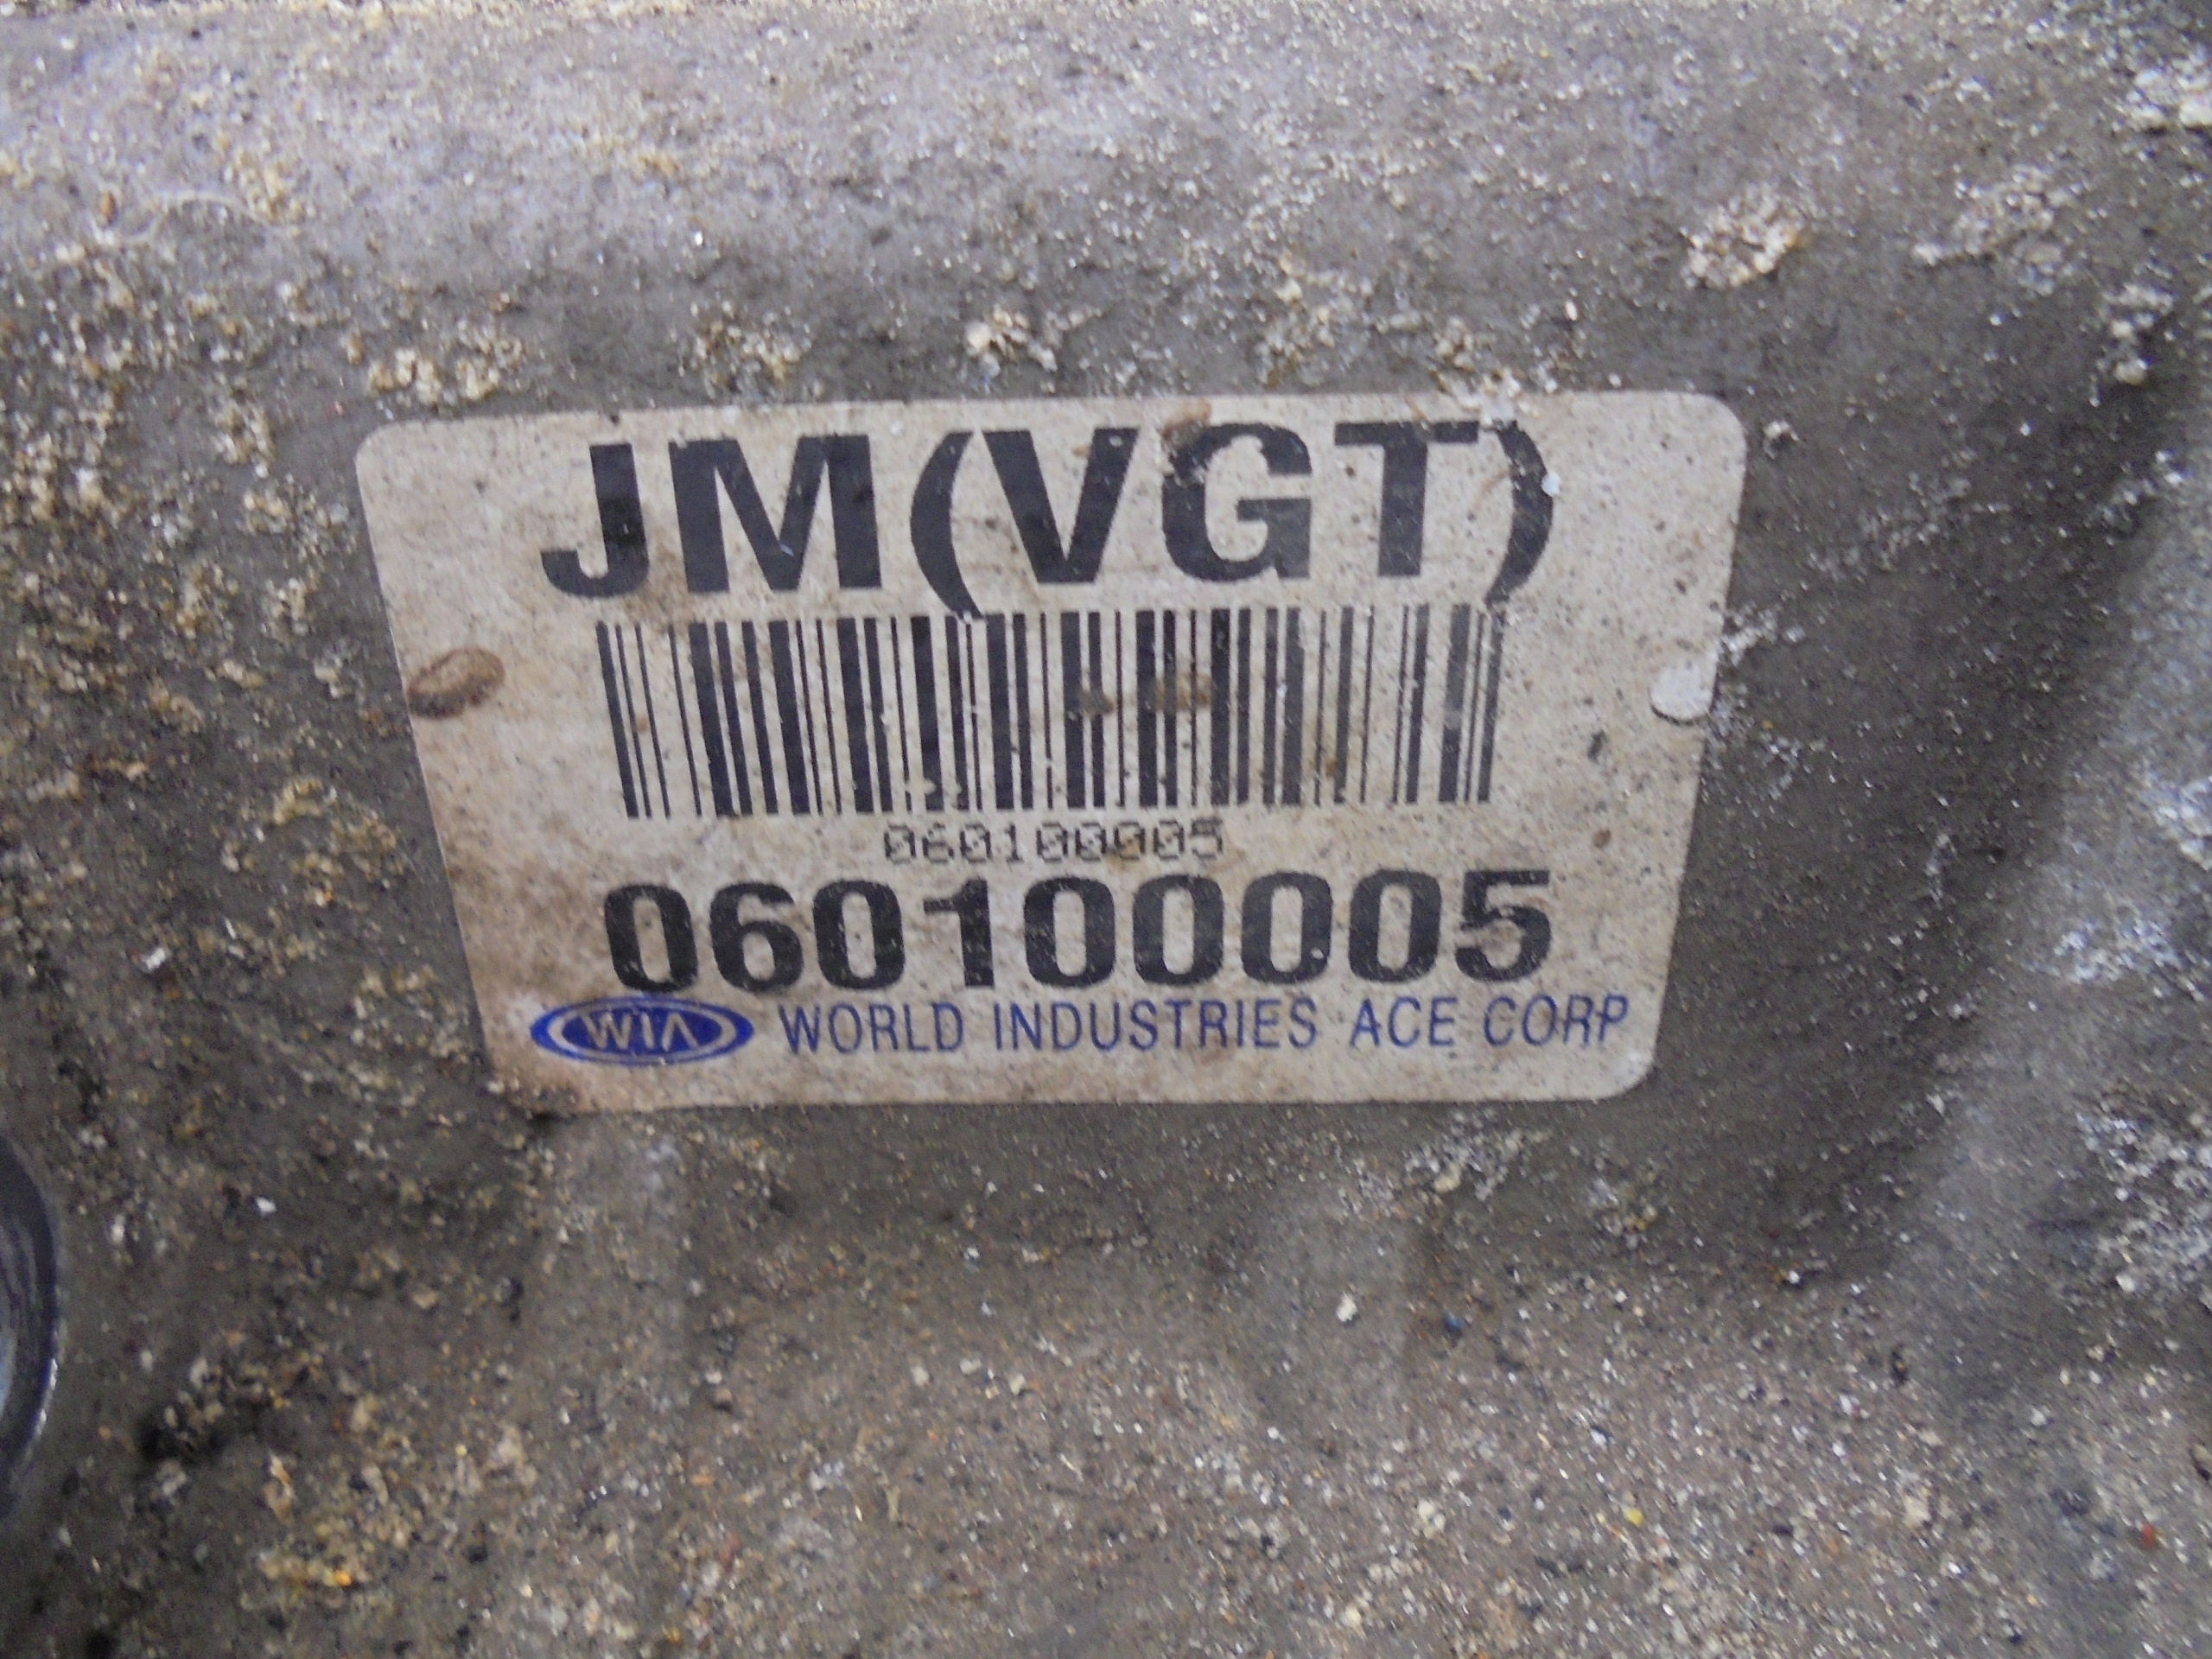 JM(VGT)
060100005
060100005
WIA WORLD INDUSTRIES ACE CORP